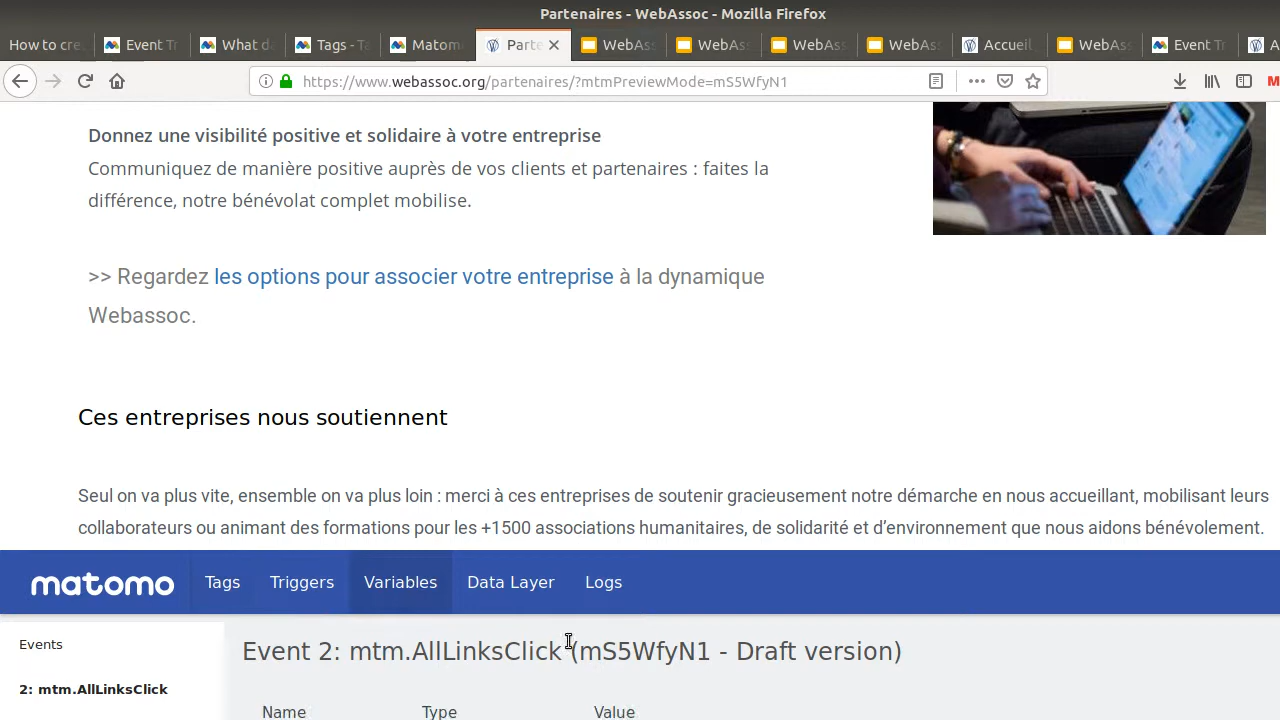 Partenaires - WebAssoc - Mozilla Firefox
How to cre
Event Tr
What da
Tags - Ta
Matom
Parte
WebAss
WebAss
WebAss
WebAss
Accueil
WebAss
Event Tr
A
https://www.webassoc.org/partenaires/?mtmPreviewMode=mS5WfyN1
Donnez une visibilité positive et solidaire à votre entreprise
Communiquez de manière positive auprès de vos clients et partenaires : faites la
différence, notre bénévolat complet mobilise.
>> Regardez les options pour associer votre entreprise à la dynamique
Webassoc.
Ces entreprises nous soutiennent
Seul on va plus vite, ensemble on va plus loin : merci à ces entreprises de soutenir gracieusement notre démarche en nous accueillant, mobilisant leurs
collaborateurs ou animant des formations pour les +1500 associations humanitaires, de solidarité et d’environnement que nous aidons bénévolement.
matomo Tags Triggers Variables Data Layer Logs
Events
Event 2: mtm.AllLinksClick (mS5WfyN1 - Draft version)
2: mtm.AllLinksClick
Name Type Value